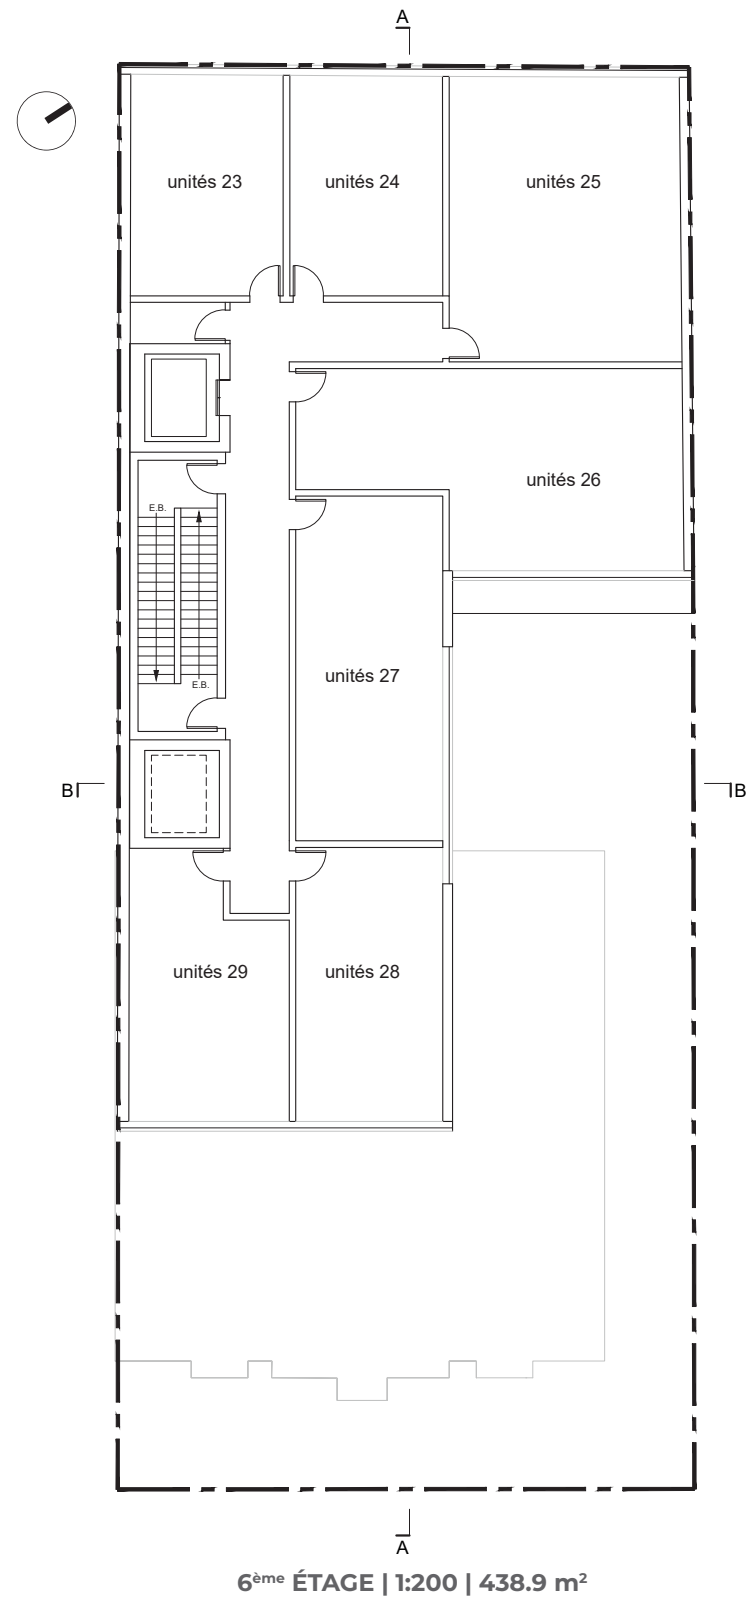 A
unités 23
unités 24
unités 25
unités 26
E.B.
unités 27
E.B.
B
B
unités 29
unités 28
A
6ème ÉTAGE | 1:200 | 438.9 m²